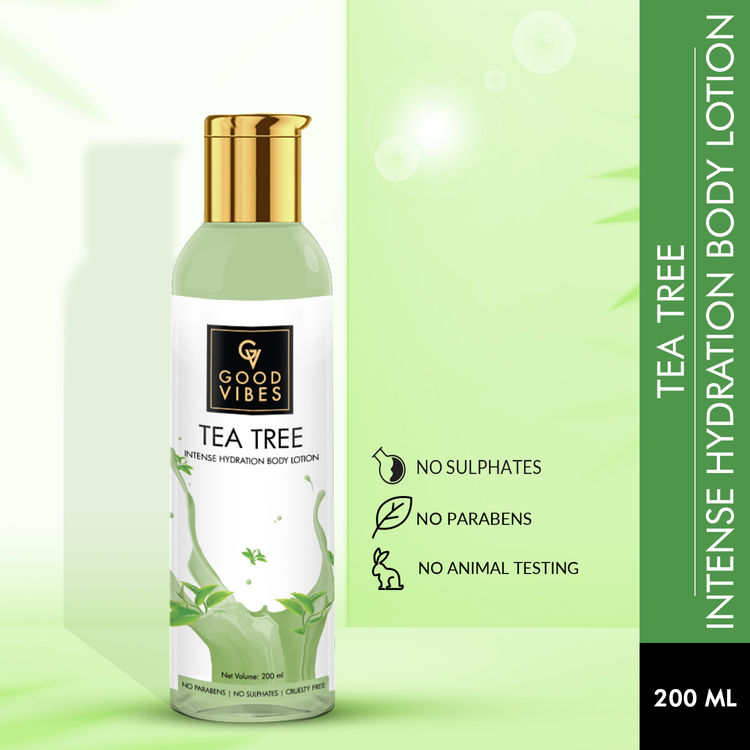 GV
GOOD
VIBES
TEA TREE
INTENSE HYDRATION BODY LOTION
Net Volume: 200 ml
NO PARABENS | NO SULPHATES | CRUELTY FREE
NO SULPHATES
NO PARABENS
NO ANIMAL TESTING
TEA TREE
INTENSE HYDRATION BODY LOTION
200 ML